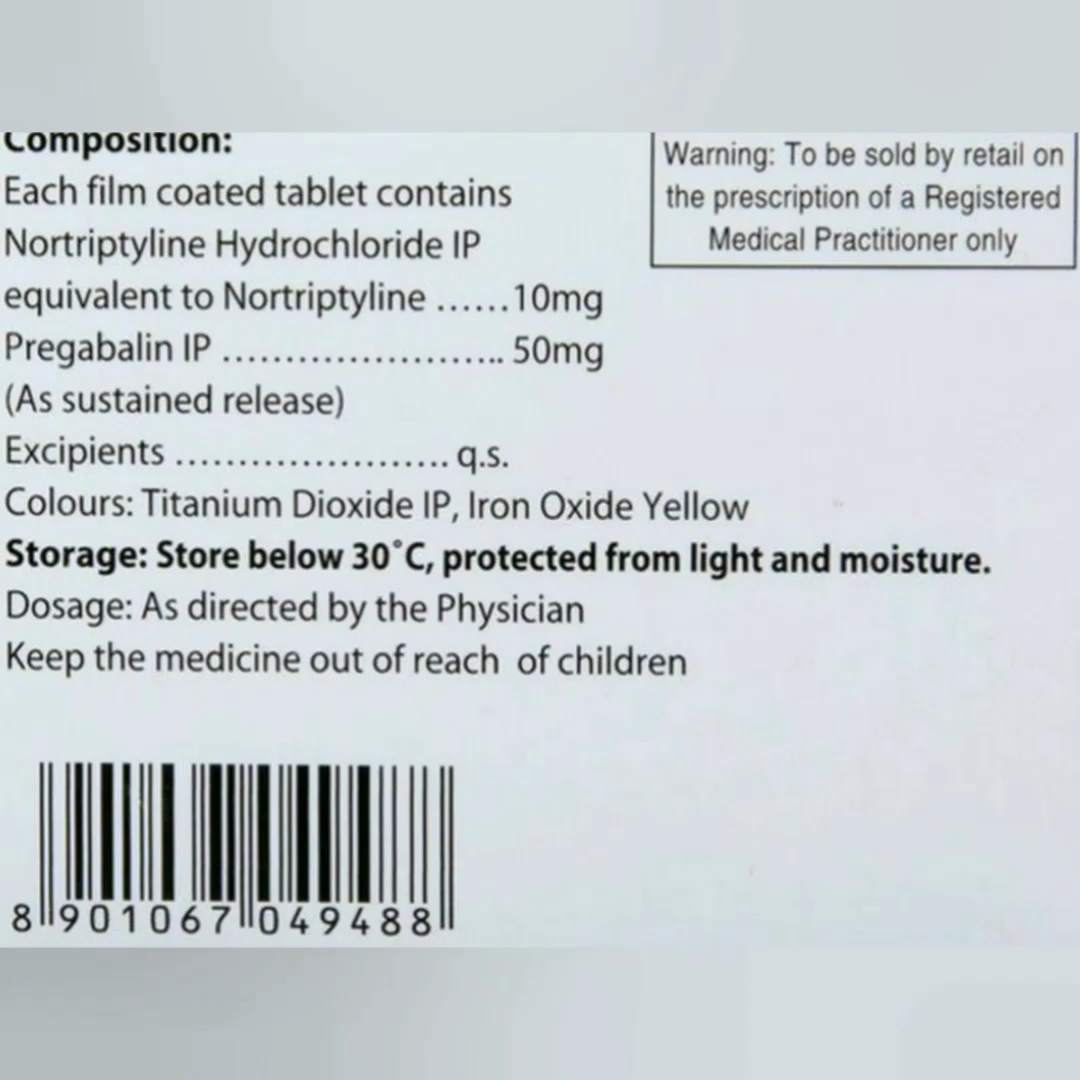 Composition:
Each film coated tablet contains
Nortriptyline Hydrochloride IP
equivalent to Nortriptyline ......10mg
Pregabalin IP ........................ 50mg
(As sustained release)
Excipients ...................... q.s.
Colours: Titanium Dioxide IP, Iron Oxide Yellow
Storage: Store below 30°C, protected from light and moisture.
Dosage: As directed by the Physician
Keep the medicine out of reach of children
Warning: To be sold by retail on
the prescription of a Registered
Medical Practitioner only
8 901067 049488